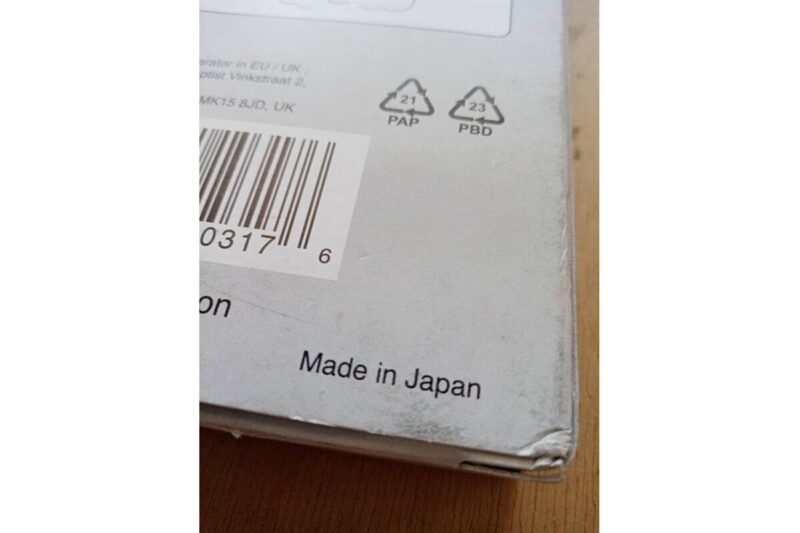 erator in EU / UK :
ptist Vinkstraat 2,
MK15 8JD, UK
21
PAP
23
PBD
0317
6
on
Made in Japan